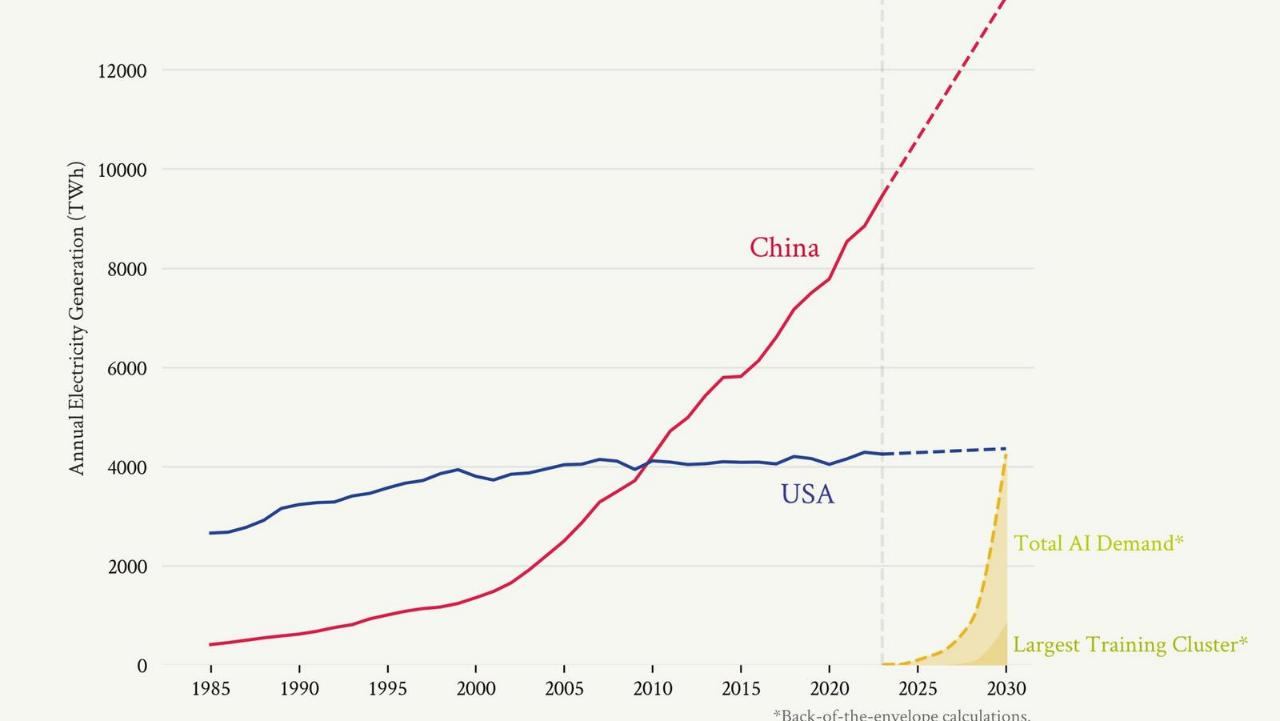 12000
10000
8000
6000
4000
2000
0
Annual Electricity Generation (TWh)
China
USA
Total AI Demand*
Largest Training Cluster*
1985 1990 1995 2000 2005 2010 2015 2020 2025 2030
*Back-of-the-envelope calculations.